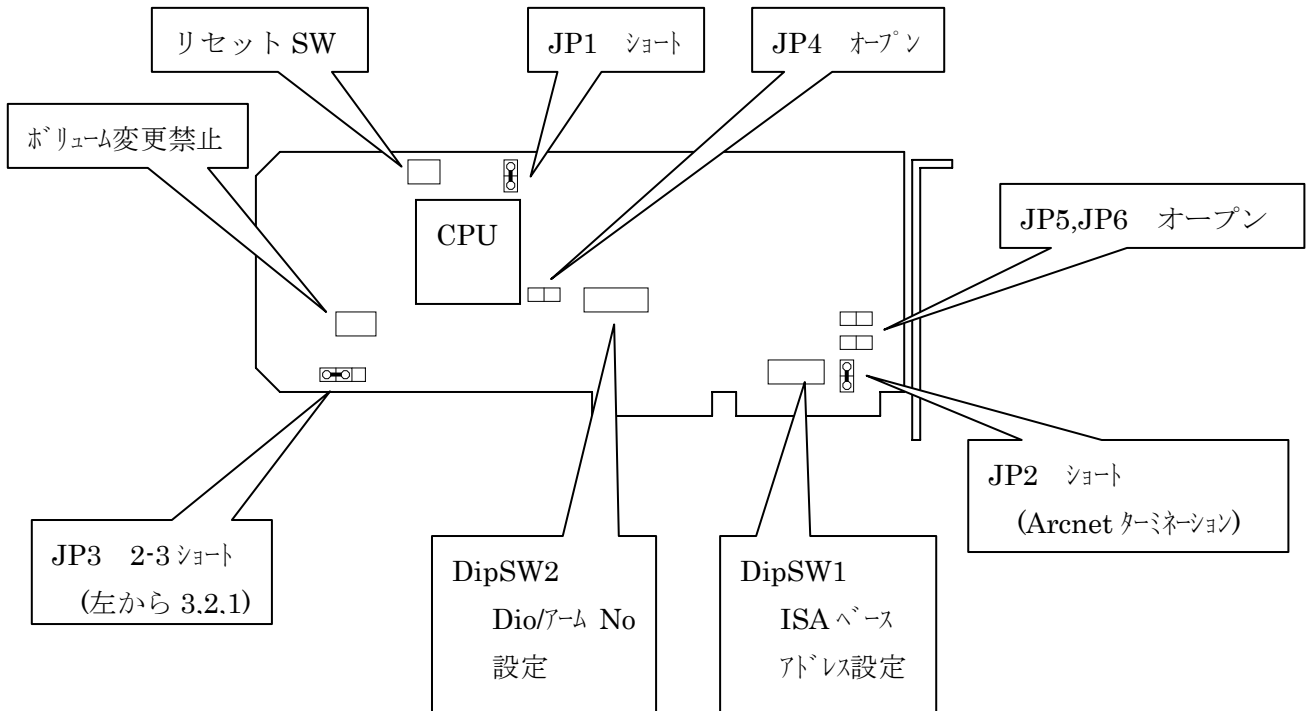 リセット SW
JP1 ｼｮｰﾄ
JP4 ｵｰﾌﾟﾝ
ﾎﾞﾘｭｰﾑ変更禁止
CPU
JP5,JP6 オープン
JP2 ｼｮｰﾄ
(Arcnet ﾀｰﾐﾈｰｼｮﾝ)
JP3 2-3 ｼｮｰﾄ
(左から 3,2,1)
DipSW2
Dio/ｱｰﾑ No
設定
DipSW1
ISA ﾍﾞｰｽ
ｱﾄﾞﾚｽ設定